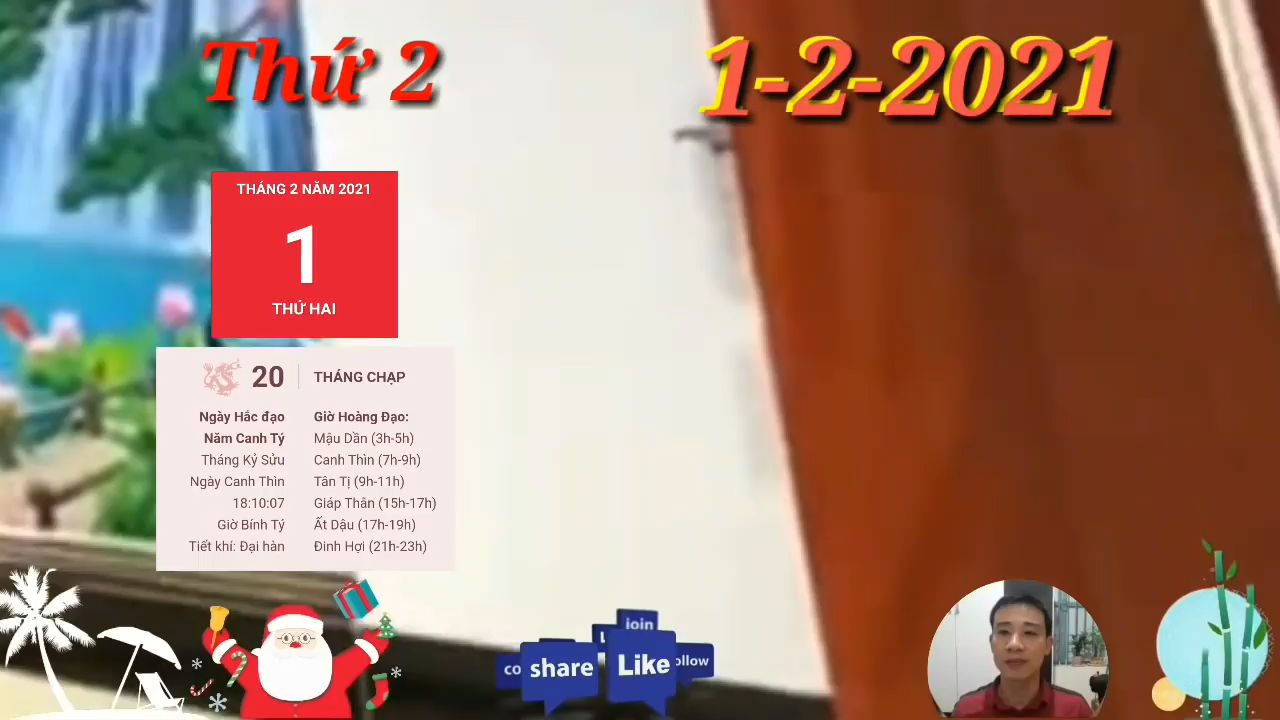 Thứ 2
1-2-2021
THÁNG 2 NĂM 2021
1
THỨ HAI
20
THÁNG CHẠP
Ngày Hắc đạo
Năm Canh Tý
Tháng Kỷ Sửu
Ngày Canh Thìn
18:10:07
Giờ Bính Tý
Tiết khí: Đại hàn
Giờ Hoàng Đạo:
Mậu Dần (3h-5h)
Canh Thìn (7h-9h)
Tân Tị (9h-11h)
Giáp Thân (15h-17h)
Ất Dậu (17h-19h)
Đinh Hợi (21h-23h)
join
L
co
share
Like
ollow